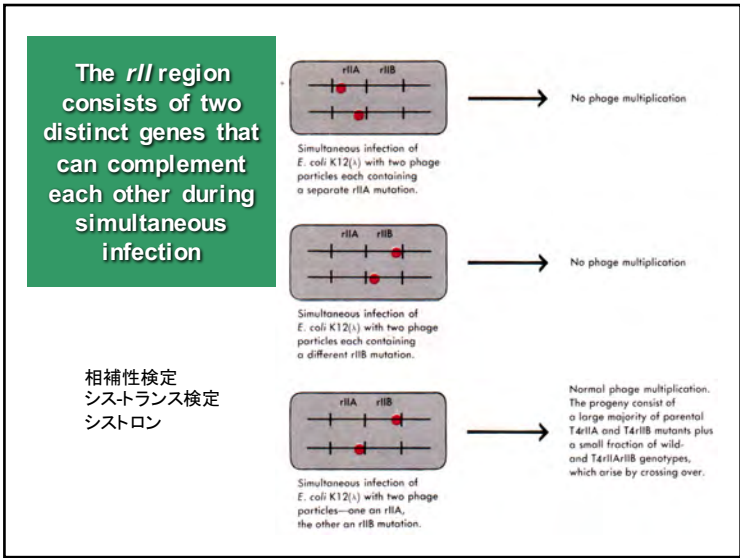 The rII region
consists of two
distinct genes that
can complement
each other during
simultaneous
infection
rIIA rIIB
No phage multiplication
Simultaneous infection of
E. coli K12(λ) with two phage
particles each containing
a separate rIIA mutation.
rIIA rIIB
No phage multiplication
Simultaneous infection of
E. coli K12(λ) with two phage
particles each containing
a different rIIB mutation.
相補性検定
シス-トランス検定
シストロン
rIIA rIIB
Normal phage multiplication.
The progeny consist of
a large majority of parental
T4rIIA and T4rIIB mutants plus
a small fraction of wild-
and T4rIIArIIB genotypes,
which arise by crossing over.
Simultaneous infection of
E. coli K12(λ) with two phage
particles—one an rIIA,
the other an rIIB mutation.